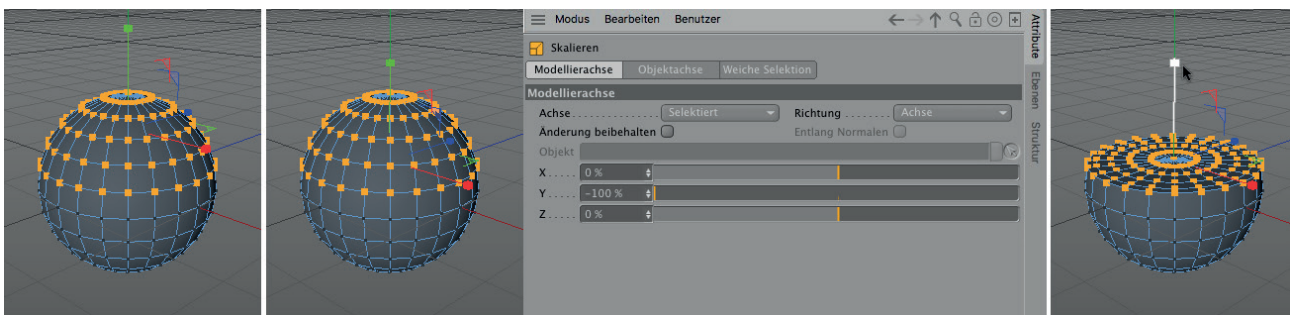 Modus Bearbeiten Benutzer
Skalieren
Modellierachse Objektachse Weiche Selektion
Modellierachse
Achse Selektiert Richtung Achse
Änderung beibehalten Entlang Normalen
Objekt
X 0 %
Y -100 %
Z 0 %
Attribute
Ebenen
Struktur